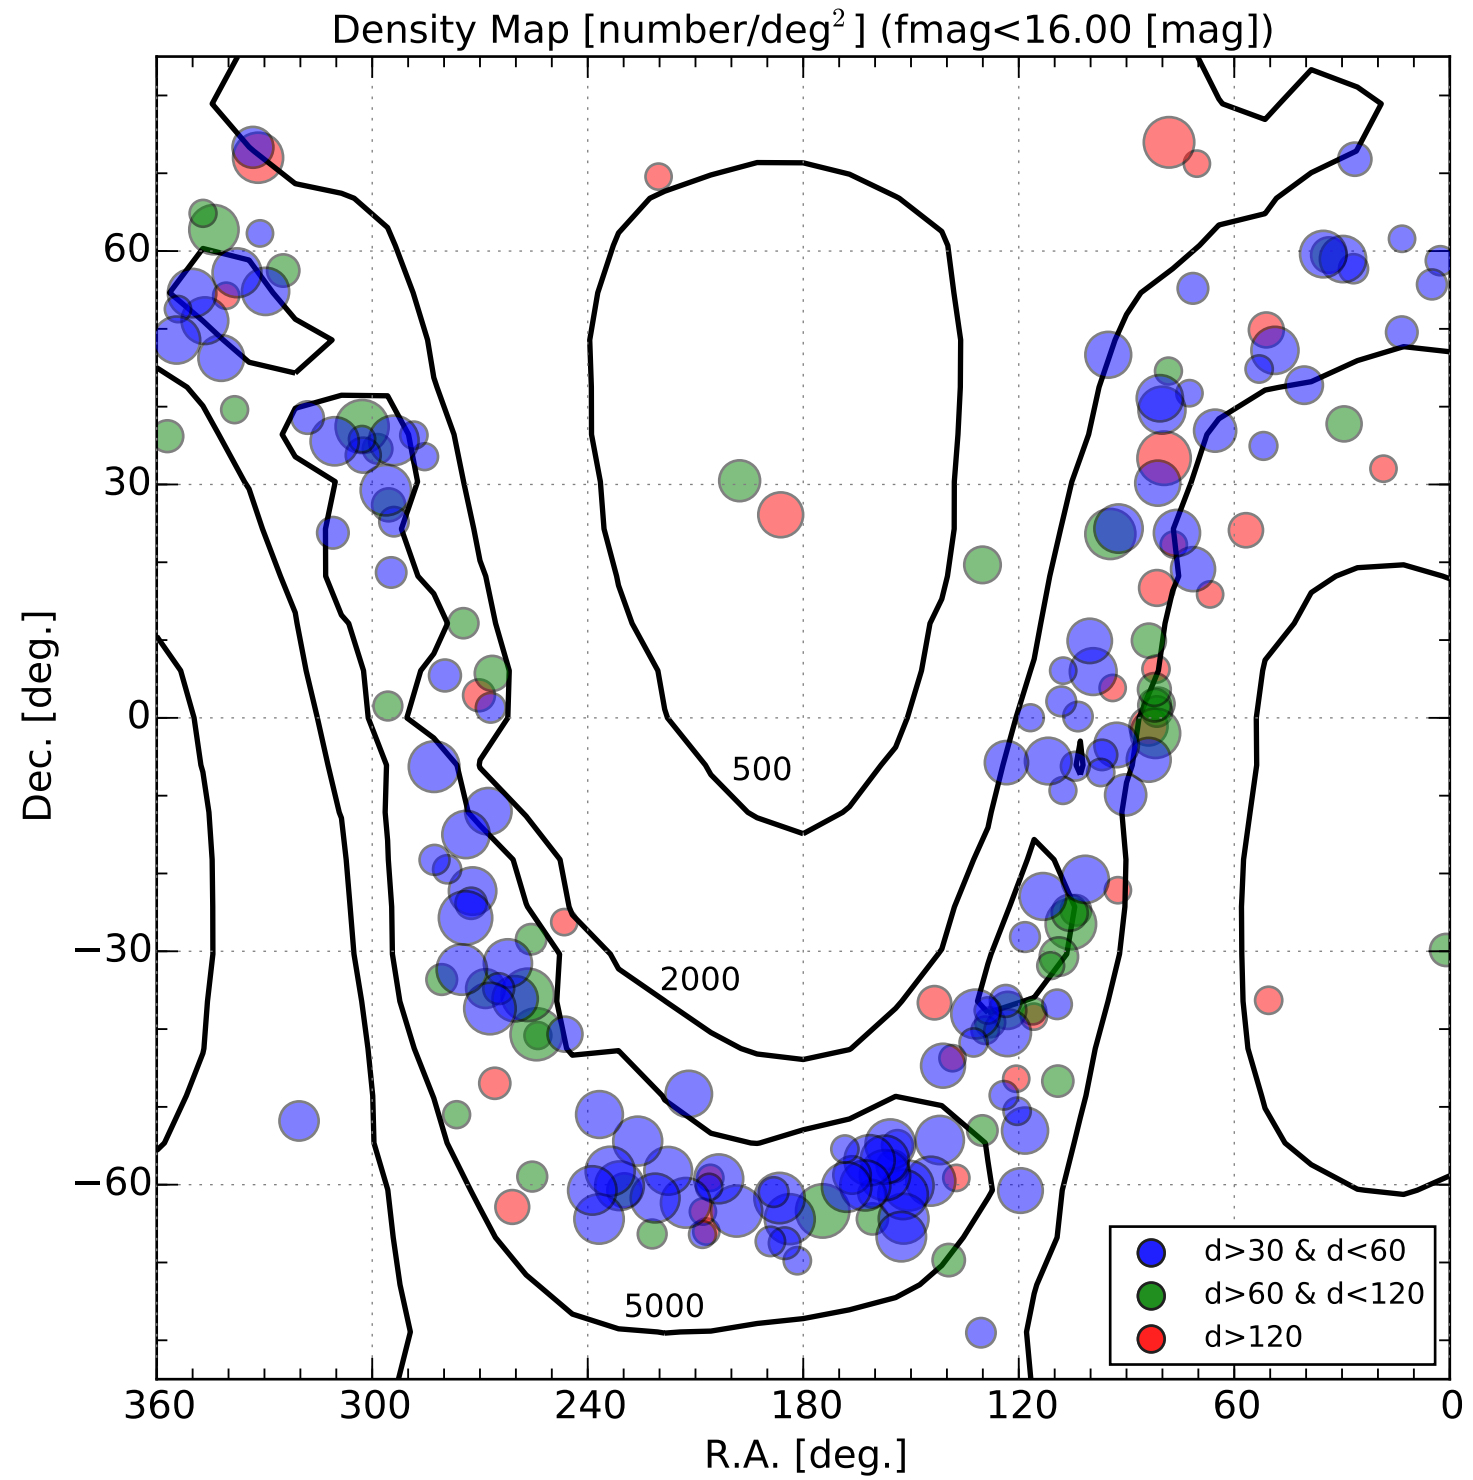 Density Map [number/deg²] (fmag<16.00 [mag])
60
30
0
−30
−60
Dec. [deg.]
500
2000
5000
d>30 & d<60
d>60 & d<120
d>120
360 300 240 180 120 60 0
R.A. [deg.]